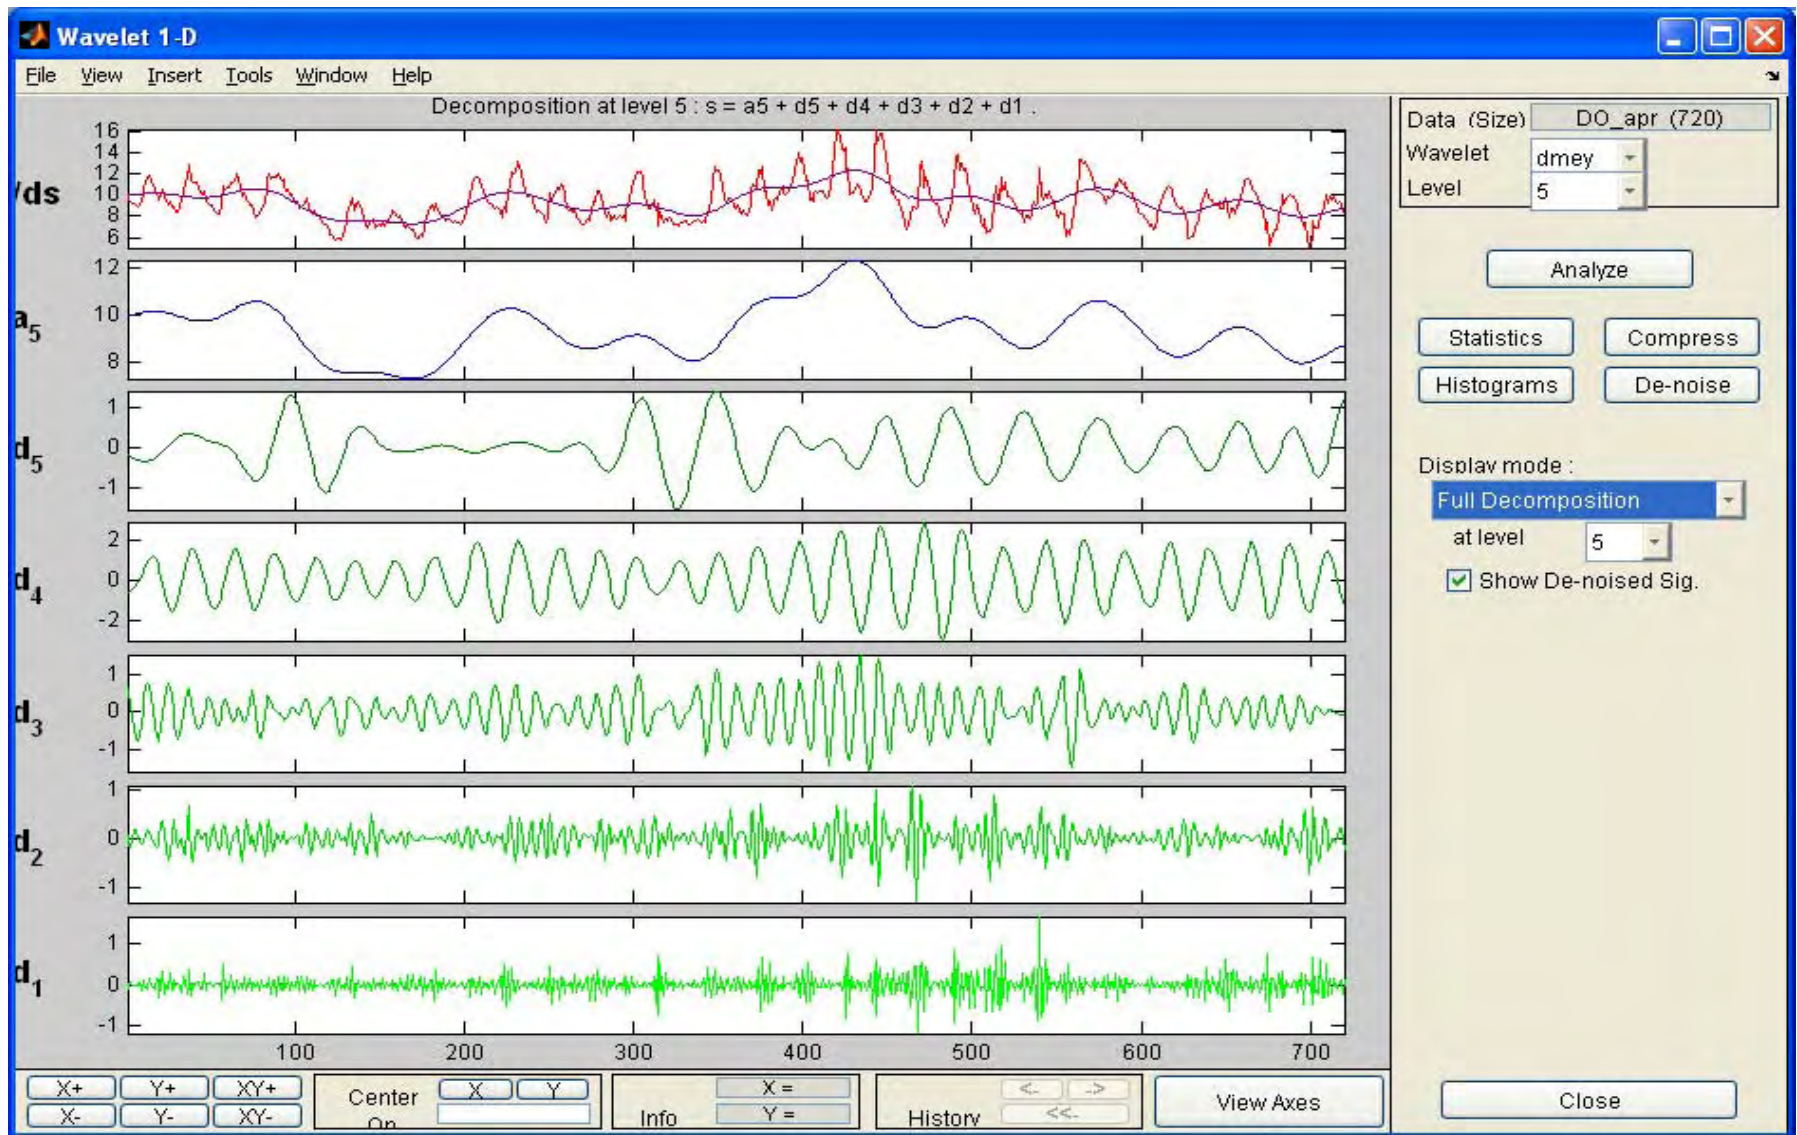 Wavelet 1-D
File View Insert Tools Window Help
Decomposition at level 5 : s = a5 + d5 + d4 + d3 + d2 + d1 .
/ds
16
14
12
10
8
6
a5
12
10
8
d5
1
0
-1
d4
2
0
-2
d3
1
0
-1
d2
1
0
-1
d1
1
0
-1
100 200 300 400 500 600 700
Data (Size) DO_apr (720)
Wavelet dmey
Level 5
Analyze
Statistics Compress
Histograms De-noise
Display mode :
Full Decomposition
at level 5
Show De-noised Sig.
X+ Y+ XY+
X- Y- XY-
Center X Y
On
Info X =
Y =
History <- ->
<<-
View Axes
Close